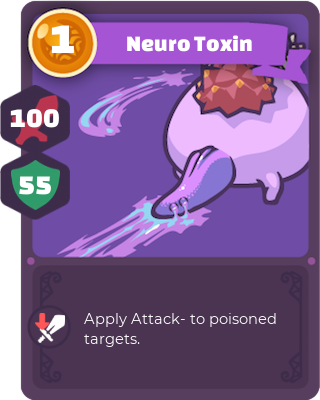 1
Neuro Toxin
100
55
Apply Attack- to poisoned
targets.